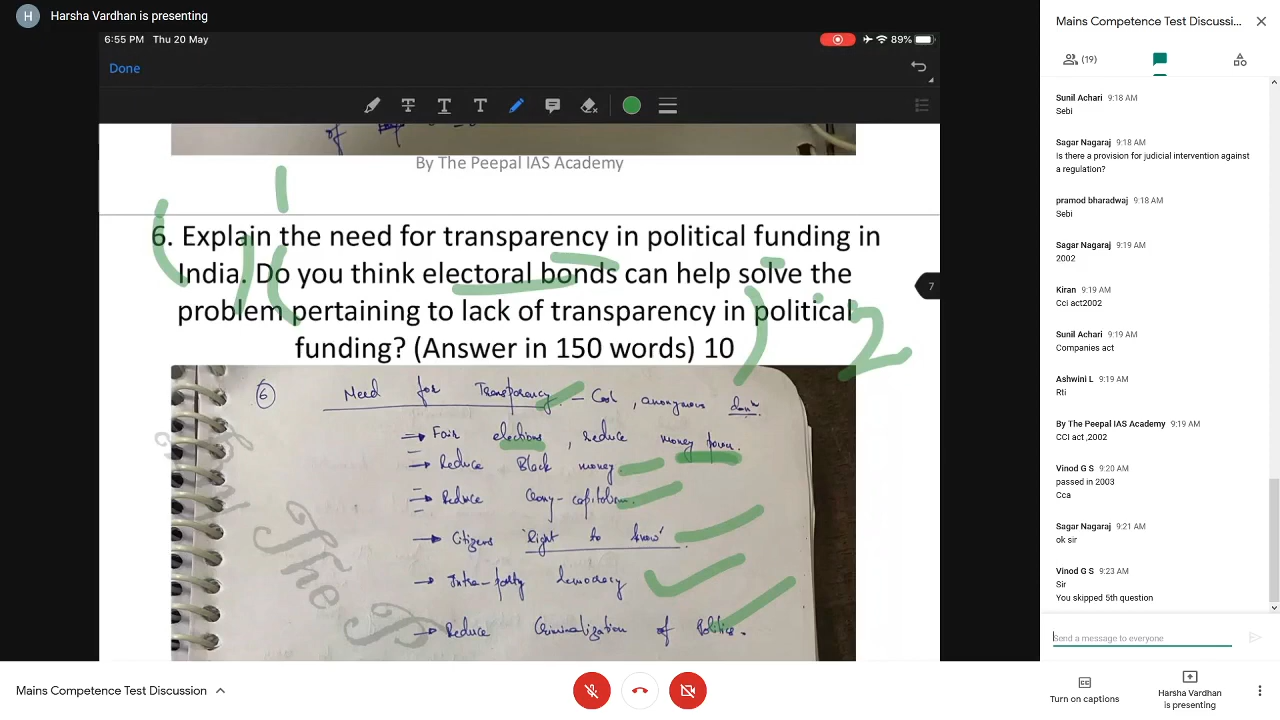 H Harsha Vardhan is presenting
6:55 PM Thu 20 May
89%
Done
By The Peepal IAS Academy
6. Explain the need for transparency in political funding in
India. Do you think electoral bonds can help solve the
problem pertaining to lack of transparency in political
funding? (Answer in 150 words) 10
7
2
6 Need for Transparency - Cash, anonymous donn
→ Fair elections, reduce money power.
→ Reduce Black money.
→ Reduce Crony-capitalism.
→ Citizens 'Right to know'.
→ Intra-party democracy
→ Reduce Criminalization of Politics.
By The P
Mains Competence Test Discussion
Mains Competence Test Discussi...
(19)
Sunil Achari 9:18 AM
Sebi
Sagar Nagaraj 9:18 AM
Is there a provision for judicial intervention against
a regulation?
pramod bharadwaj 9:18 AM
Sebi
Sagar Nagaraj 9:19 AM
2002
Kiran 9:19 AM
Cci act2002
Sunil Achari 9:19 AM
Companies act
Ashwini L 9:19 AM
Rti
By The Peepal IAS Academy 9:19 AM
CCI act ,2002
Vinod G S 9:20 AM
passed in 2003
Cca
Sagar Nagaraj 9:21 AM
ok sir
Vinod G S 9:23 AM
Sir
You skipped 5th question
Send a message to everyone
Turn on captions
Harsha Vardhan
is presenting